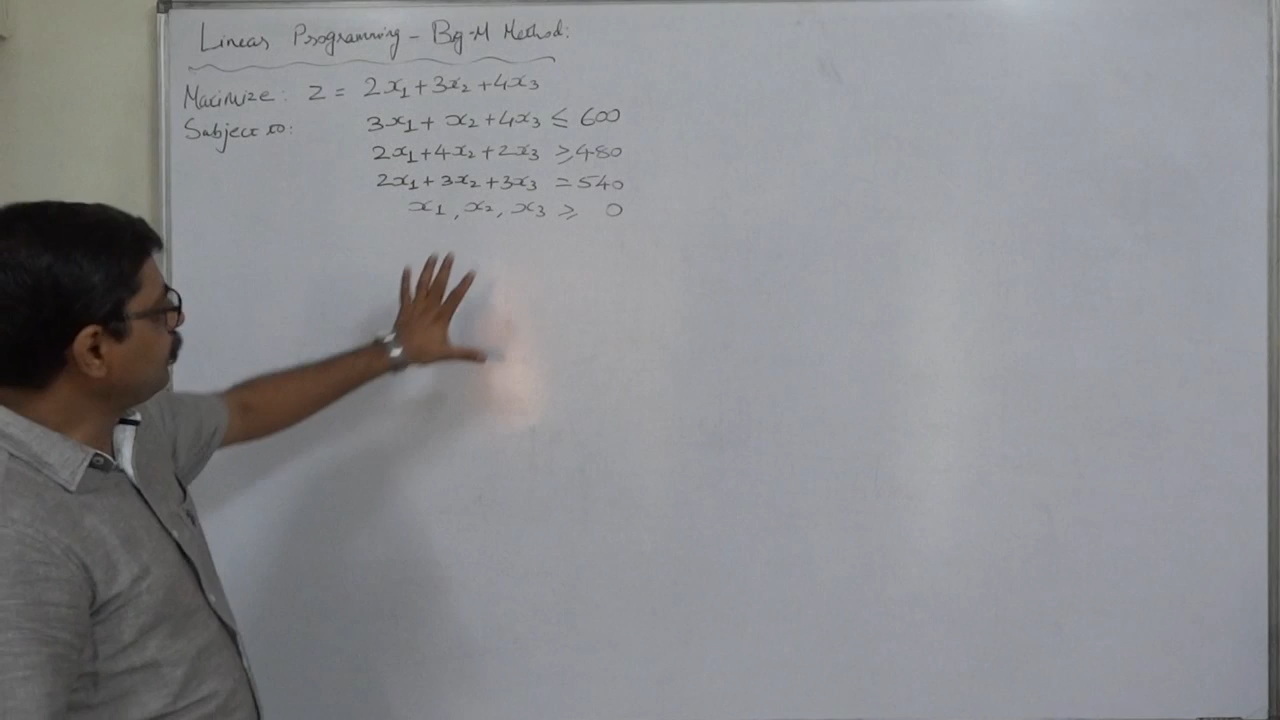 Linear Programming - Big-M Method:
Maximize: Z = 2x₁ + 3x₂ + 4x₃
Subject to: 3x₁ + x₂ + 4x₃ ≤ 600
2x₁ + 4x₂ + 2x₃ ≥ 480
2x₁ + 3x₂ + 3x₃ = 540
x₁, x₂, x₃ ≥ 0